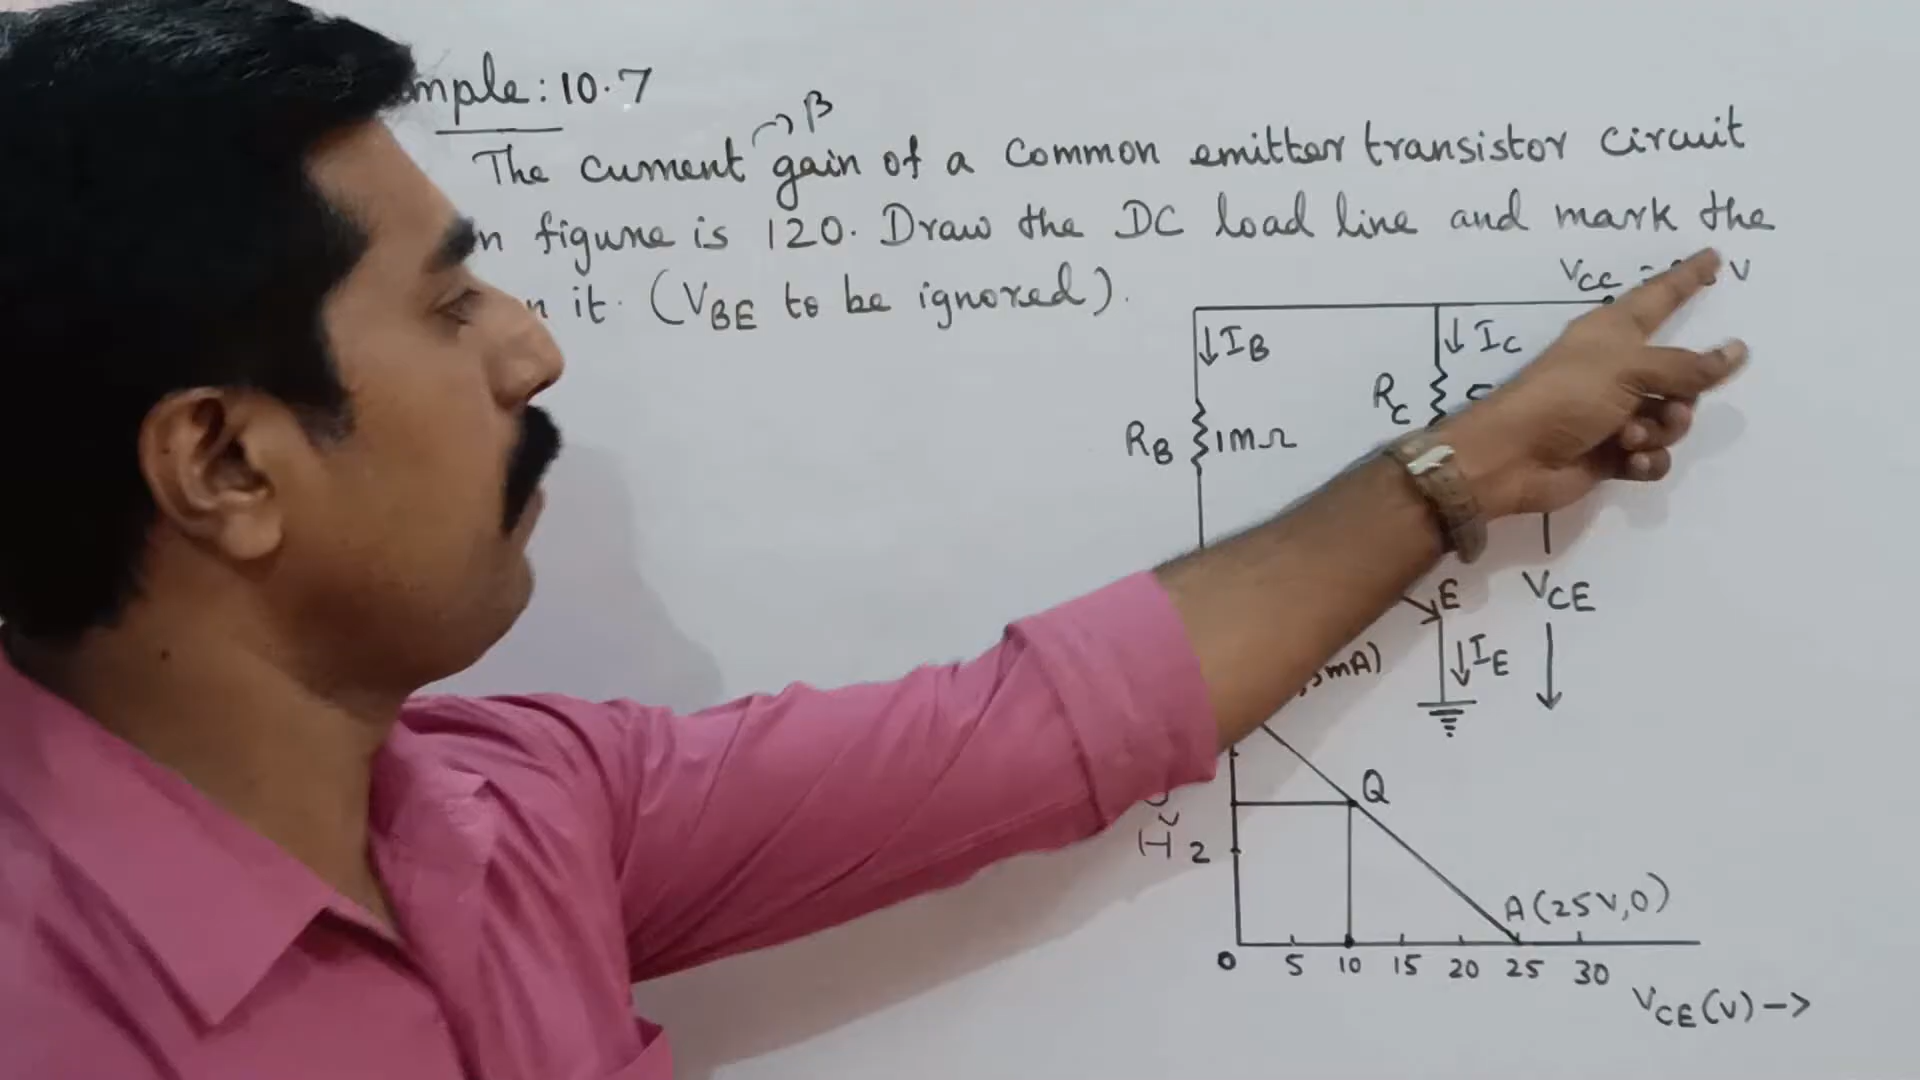 mple: 10.7
β
The current gain of a common emitter transistor circuit
n figure is 120. Draw the DC load line and mark the
n it. (VBE to be ignored).
VCC = V
IB
IC
RC
RB 1MΩ
E
VCE
IE
mA)
Q
2
A (25V,0)
0 5 10 15 20 25 30
VCE (V) →